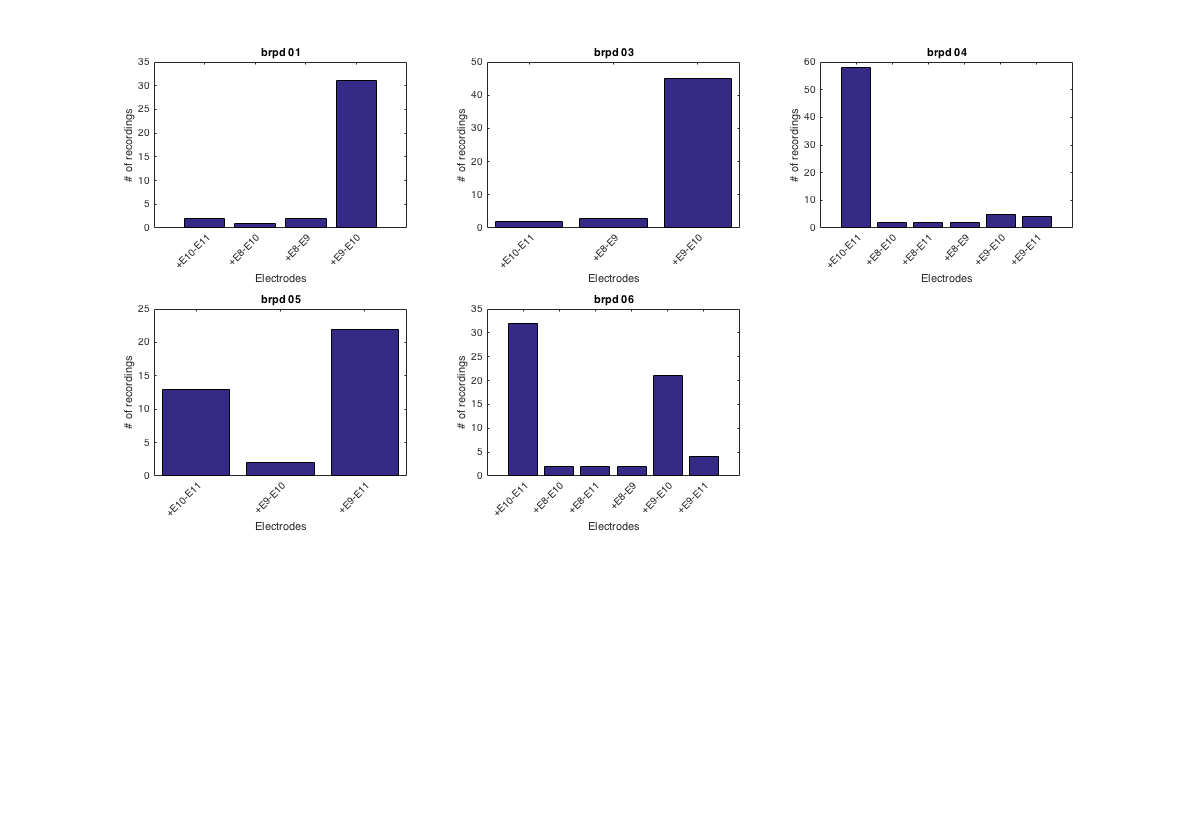 brpd 01
35
30
25
20
15
10
5
0
# of recordings
+E10-E11
+E8-E10
+E8-E9
+E9-E10
Electrodes
brpd 03
50
40
30
20
10
0
# of recordings
+E10-E11
+E8-E9
+E9-E10
Electrodes
brpd 04
60
50
40
30
20
10
0
# of recordings
+E10-E11
+E8-E10
+E8-E11
+E8-E9
+E9-E10
+E9-E11
Electrodes
brpd 05
25
20
15
10
5
0
# of recordings
+E10-E11
+E9-E10
+E9-E11
Electrodes
brpd 06
35
30
25
20
15
10
5
0
# of recordings
+E10-E11
+E8-E10
+E8-E11
+E8-E9
+E9-E10
+E9-E11
Electrodes